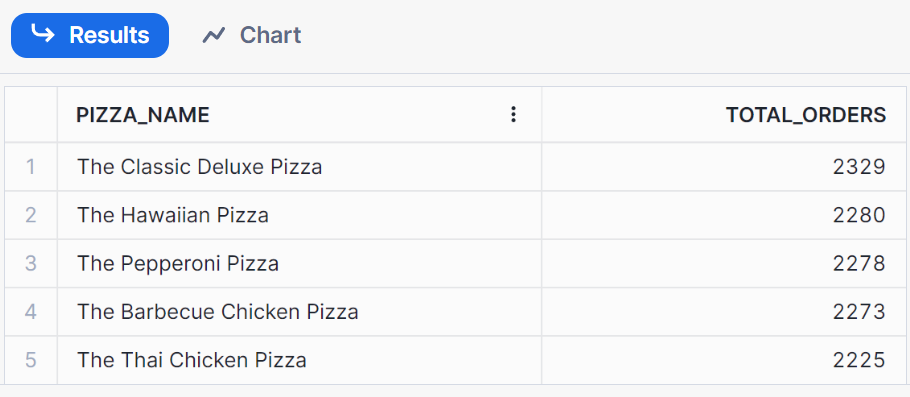 Results Chart
PIZZA_NAME TOTAL_ORDERS
1 The Classic Deluxe Pizza 2329
2 The Hawaiian Pizza 2280
3 The Pepperoni Pizza 2278
4 The Barbecue Chicken Pizza 2273
5 The Thai Chicken Pizza 2225